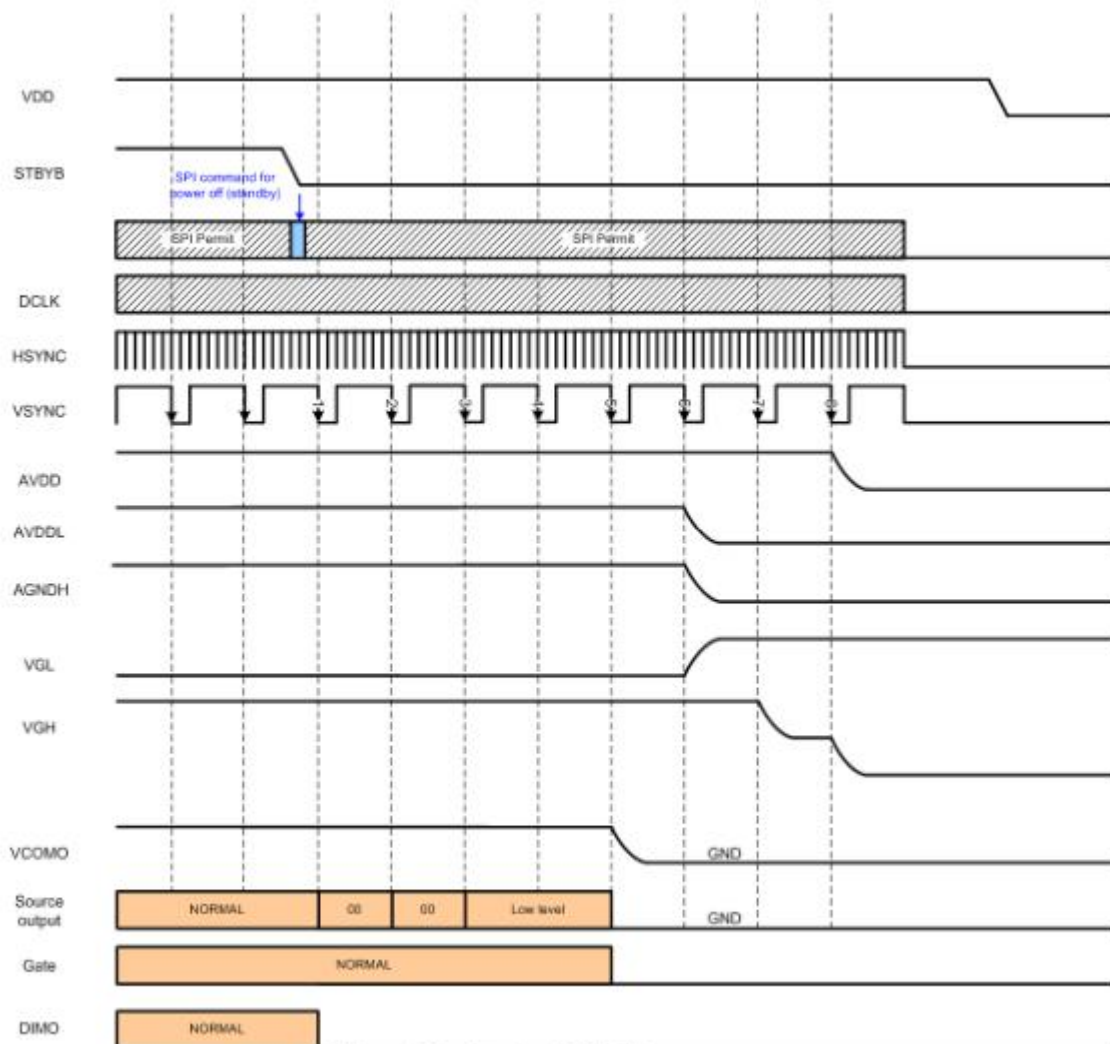 VDD
STBYB
SPI command for
power off (standby)
SPI Permit
SPI Permit
DCLK
HSYNC
VSYNC
1
2
3
4
5
6
7
8
AVDD
AVDDL
AGNDH
VGL
VGH
VCOMO
GND
Source
output
NORMAL
00
00
Low level
GND
Gate
NORMAL
DIMO
NORMAL